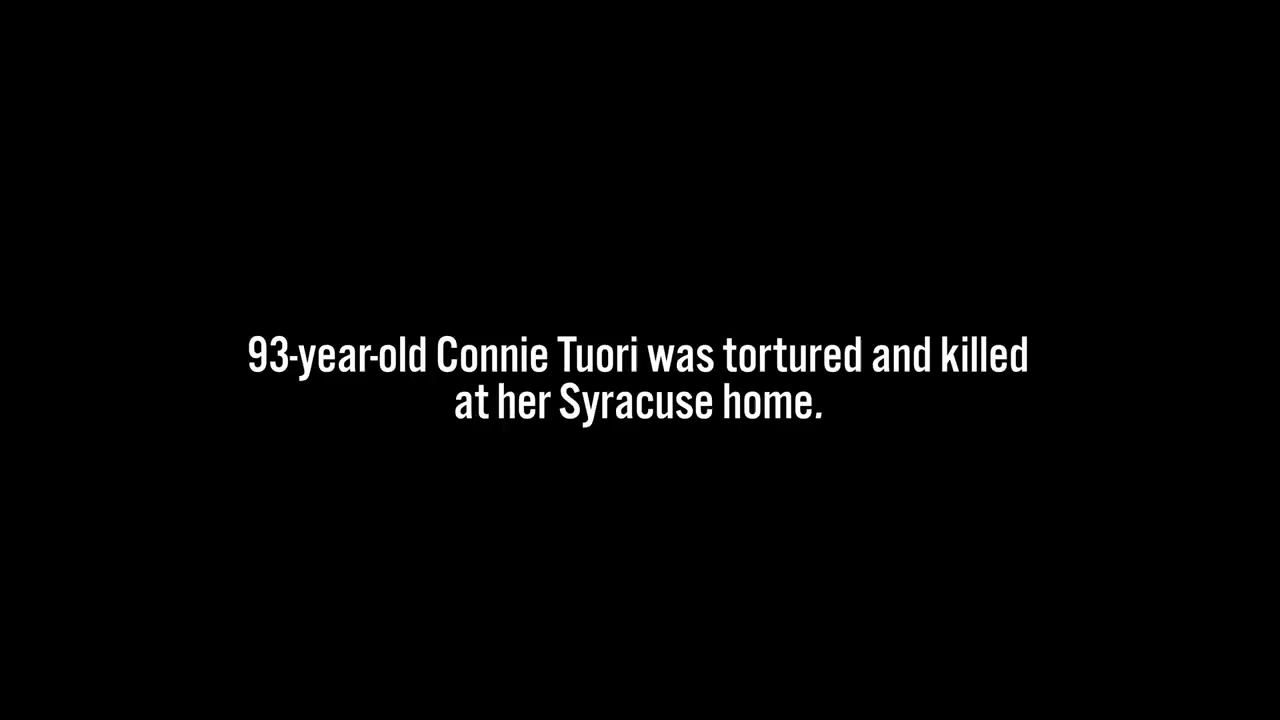 93-year-old Connie Tuori was tortured and killed
at her Syracuse home.